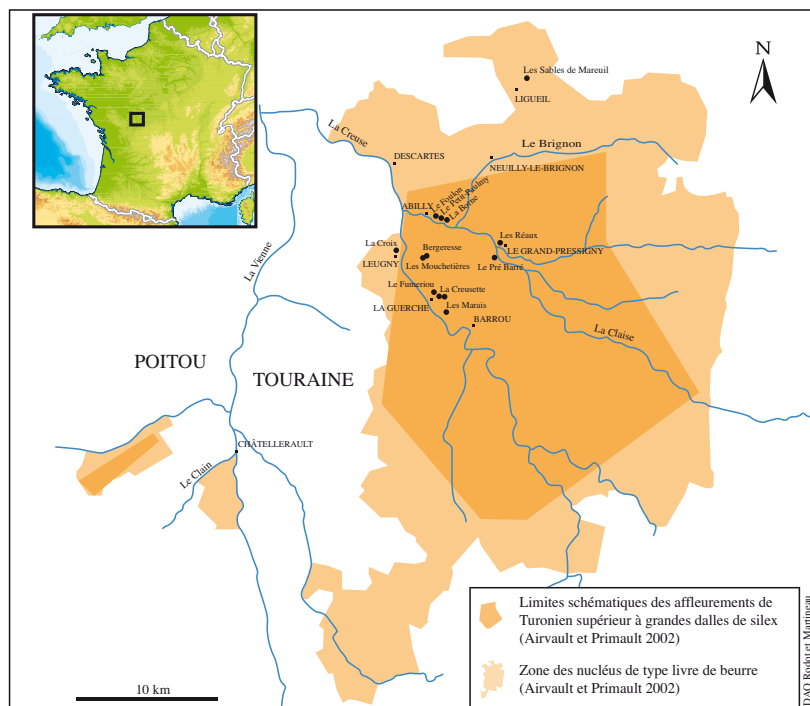 N
Les Sables de Mareuil
LIGUEIL
La Creuse
Le Brignon
DESCARTES
NEUILLY-LE-BRIGNON
ABILLY
Le Foulon
Le Petit-Paulmy
La Borne
Les Réaux
La Croix
Bergeresse
LE GRAND-PRESSIGNY
LEUGNY
Les Mouchetières
Le Pré Barré
La Vienne
Le Fumeriou
La Creusette
LA GUERCHE
Les Marais
BARROU
La Claise
POITOU
TOURAINE
CHÂTELLERAULT
Le Clain
Limites schématiques des affleurements de
Turonien supérieur à grandes dalles de silex
(Airvault et Primault 2002)
Zone des nucléus de type livre de beurre
(Airvault et Primault 2002)
10 km
DAO Rodot et Martineau